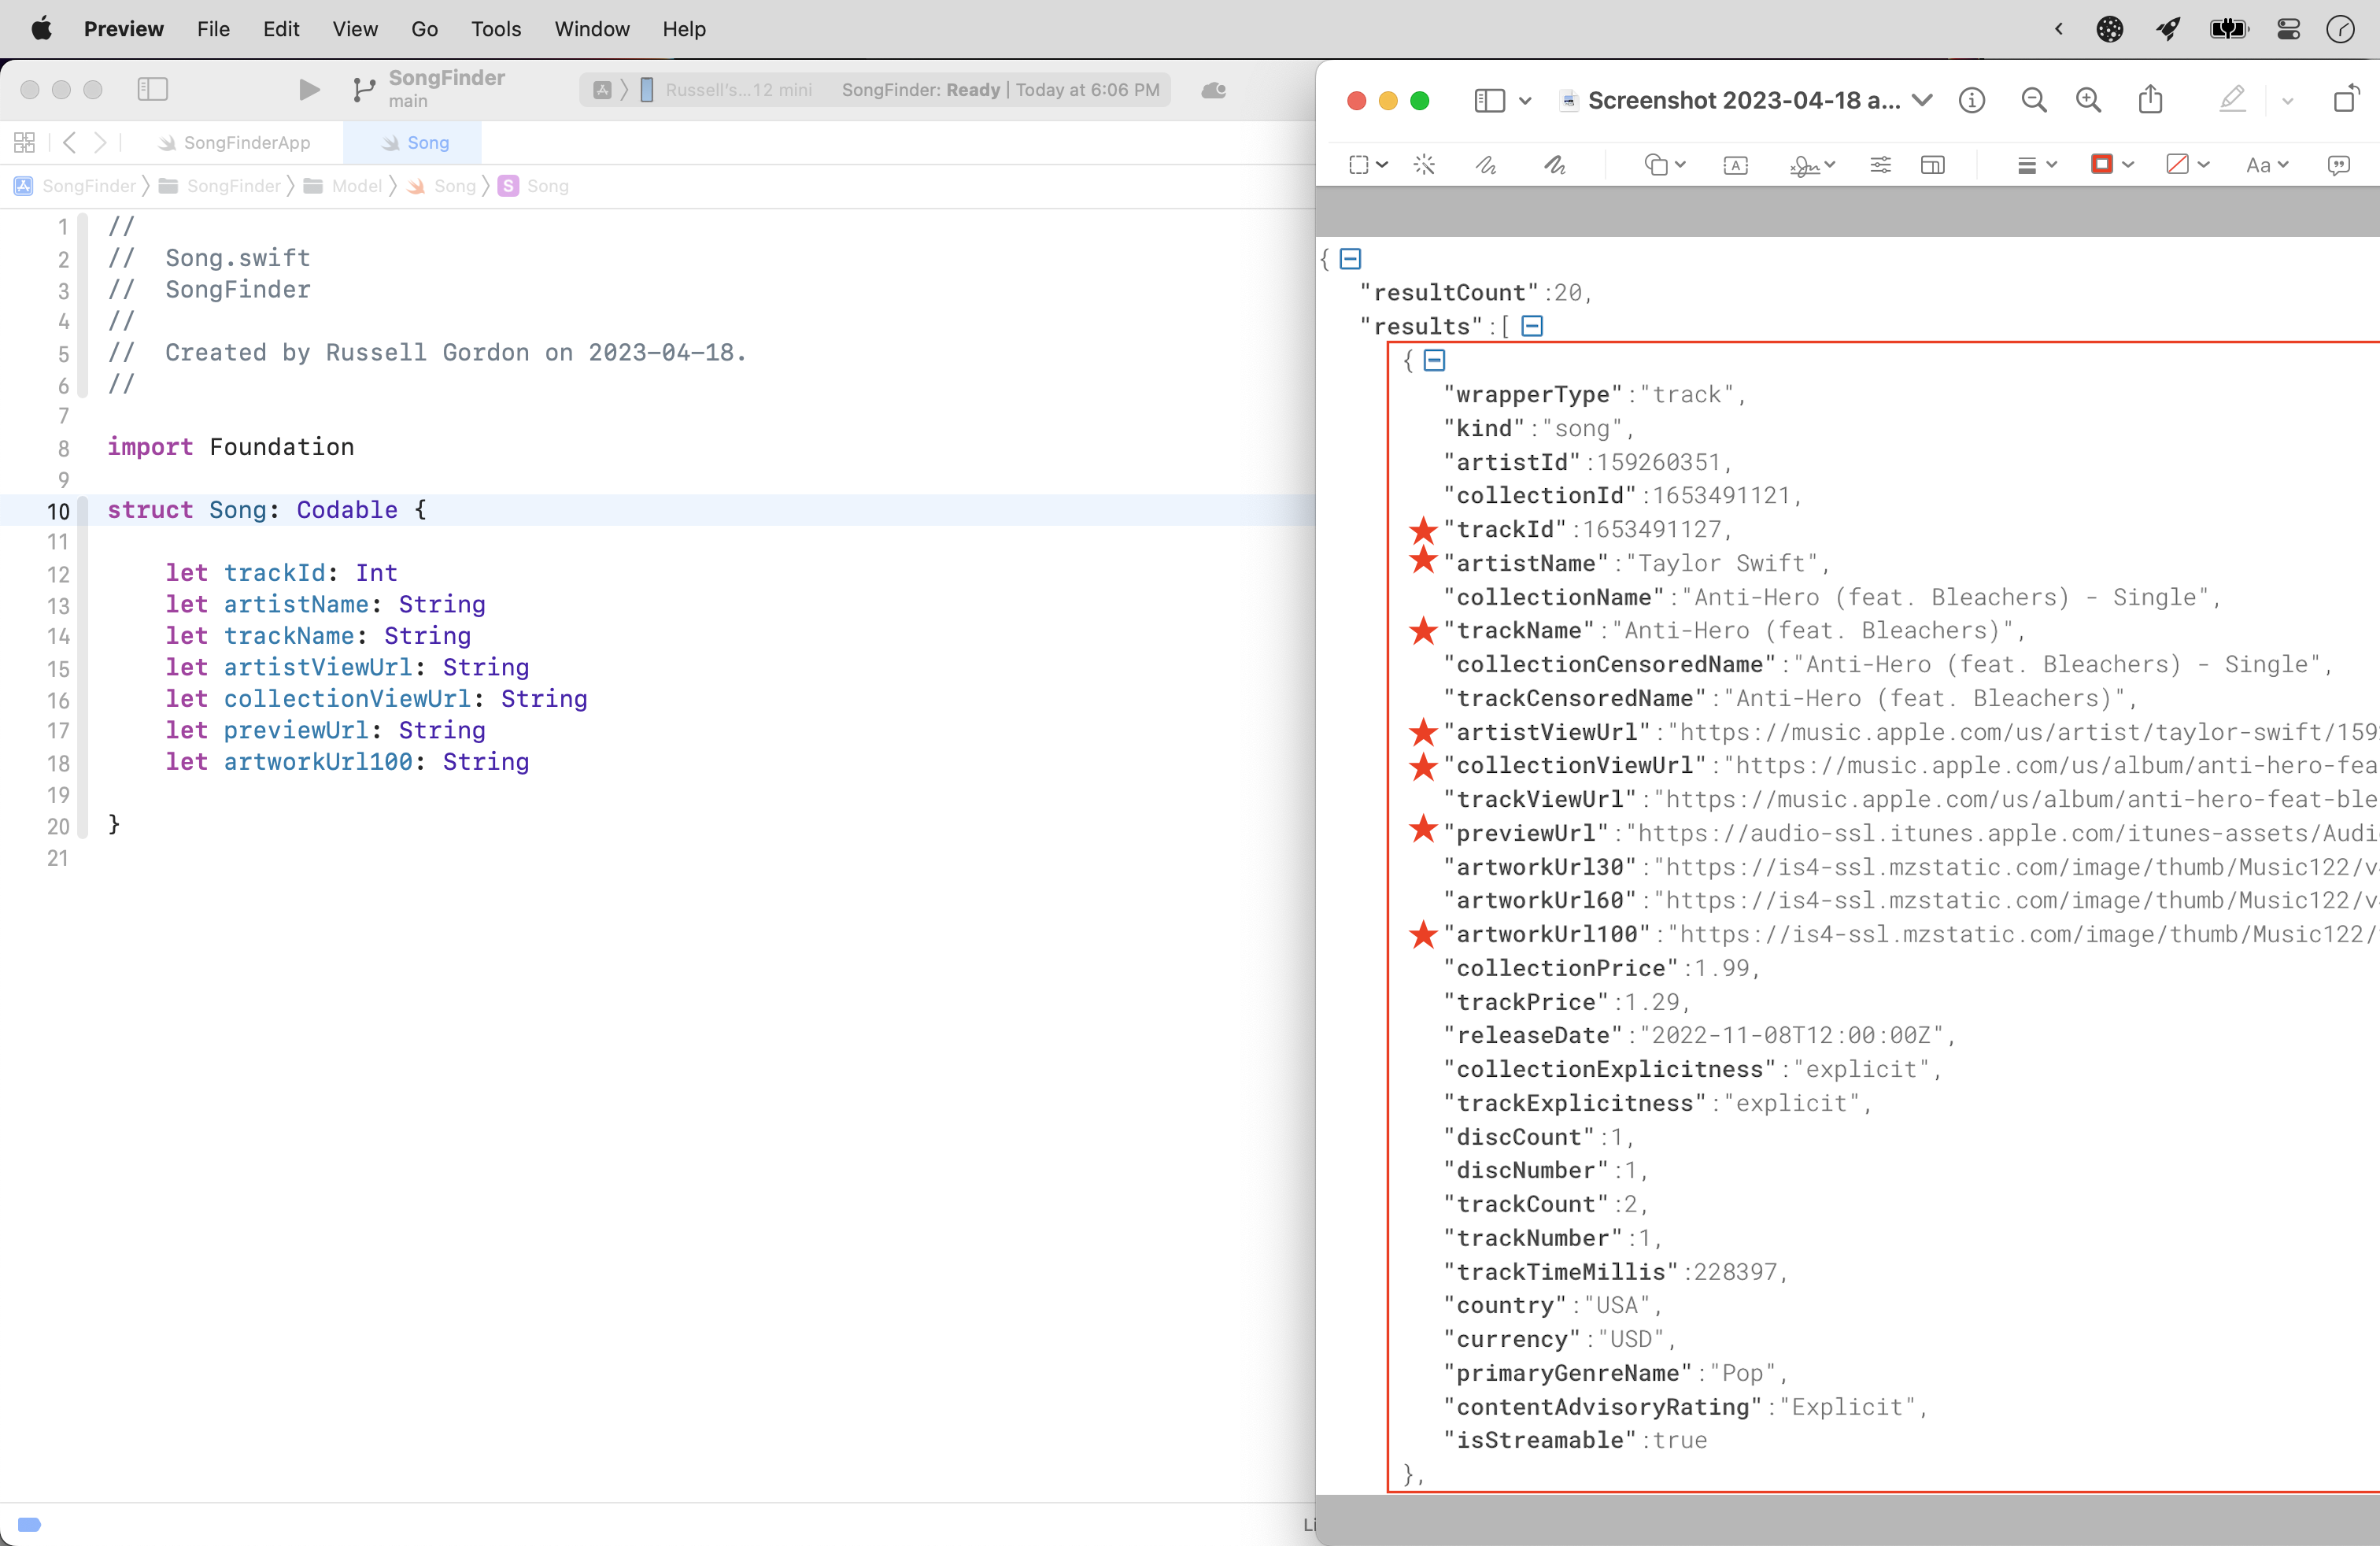 Preview File Edit View Go Tools Window Help
SongFinder
main
Russell's...12 mini SongFinder: Ready | Today at 6:06 PM
SongFinderApp Song
SongFinder SongFinder Model Song S Song
1 //
2 // Song.swift
3 // SongFinder
4 //
5 // Created by Russell Gordon on 2023-04-18.
6 //
7
8 import Foundation
9
10 struct Song: Codable {
11
12 let trackId: Int
13 let artistName: String
14 let trackName: String
15 let artistViewUrl: String
16 let collectionViewUrl: String
17 let previewUrl: String
18 let artworkUrl100: String
19
20 }
21
Li
Screenshot 2023-04-18 a...
A Aa
{
"resultCount":20,
"results":[
{
"wrapperType":"track",
"kind":"song",
"artistId":159260351,
"collectionId":1653491121,
"trackId":1653491127,
"artistName":"Taylor Swift",
"collectionName":"Anti-Hero (feat. Bleachers) - Single",
"trackName":"Anti-Hero (feat. Bleachers)",
"collectionCensoredName":"Anti-Hero (feat. Bleachers) - Single",
"trackCensoredName":"Anti-Hero (feat. Bleachers)",
"artistViewUrl":"https://music.apple.com/us/artist/taylor-swift/159
"collectionViewUrl":"https://music.apple.com/us/album/anti-hero-fea
"trackViewUrl":"https://music.apple.com/us/album/anti-hero-feat-ble
"previewUrl":"https://audio-ssl.itunes.apple.com/itunes-assets/Audi
"artworkUrl30":"https://is4-ssl.mzstatic.com/image/thumb/Music122/v
"artworkUrl60":"https://is4-ssl.mzstatic.com/image/thumb/Music122/v
"artworkUrl100":"https://is4-ssl.mzstatic.com/image/thumb/Music122/
"collectionPrice":1.99,
"trackPrice":1.29,
"releaseDate":"2022-11-08T12:00:00Z",
"collectionExplicitness":"explicit",
"trackExplicitness":"explicit",
"discCount":1,
"discNumber":1,
"trackCount":2,
"trackNumber":1,
"trackTimeMillis":228397,
"country":"USA",
"currency":"USD",
"primaryGenreName":"Pop",
"contentAdvisoryRating":"Explicit",
"isStreamable":true
},